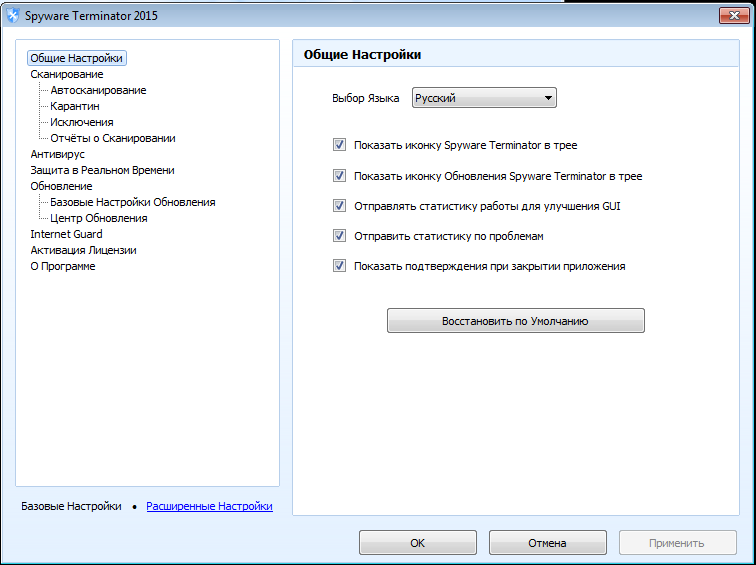 Spyware Terminator 2015
Общие Настройки
Сканирование
Автосканирование
Карантин
Исключения
Отчёты о Сканировании
Антивирус
Защита в Реальном Времени
Обновление
Базовые Настройки Обновления
Центр Обновления
Internet Guard
Активация Лицензии
О Программе
Базовые Настройки • Расширенные Настройки
Общие Настройки
Выбор Языка Русский
Показать иконку Spyware Terminator в трее
Показать иконку Обновления Spyware Terminator в трее
Отправлять статистику работы для улучшения GUI
Отправить статистику по проблемам
Показать подтверждения при закрытии приложения
Восстановить по Умолчанию
OK Отмена Применить